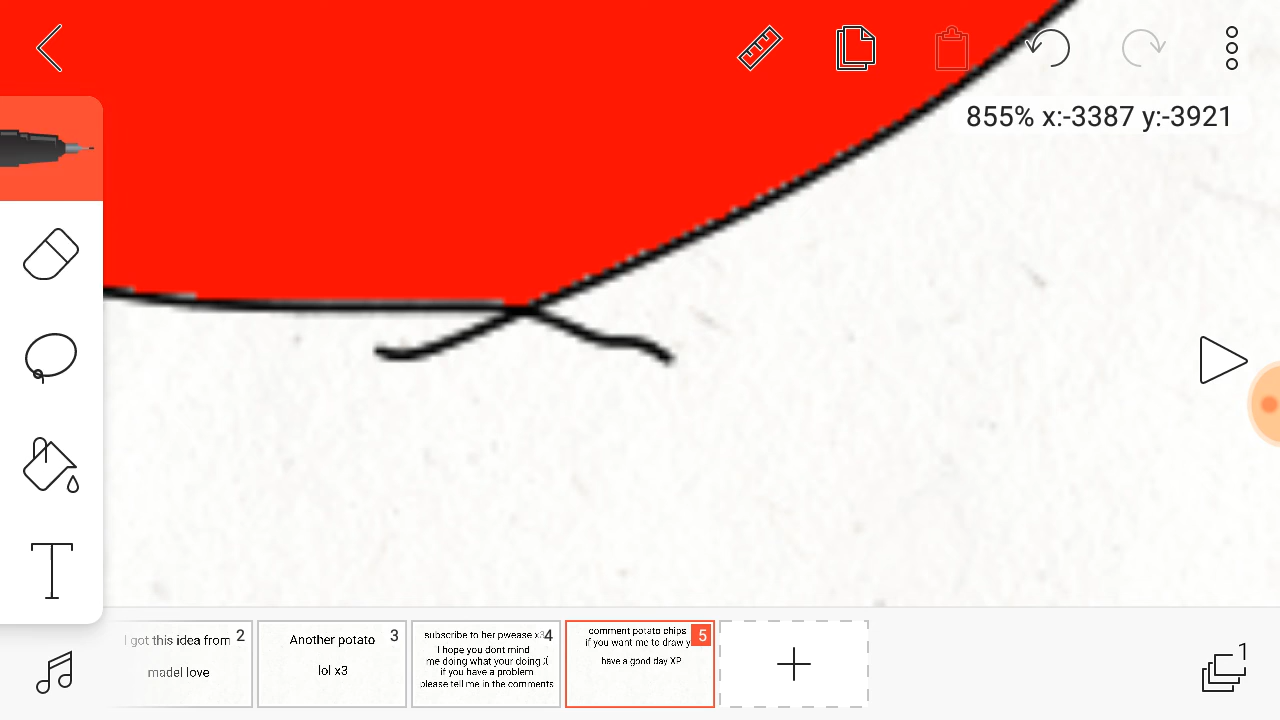 855% x:-3387 y:-3921
I got this idea from
madel love
2
Another potato
lol x3
3
subscribe to her pwease x3
I hope you dont mind
me doing what your doing
if you have a problem
please tell me in the comments
4
comment potato chips
if you want me to draw y
have a good day XP
5
1